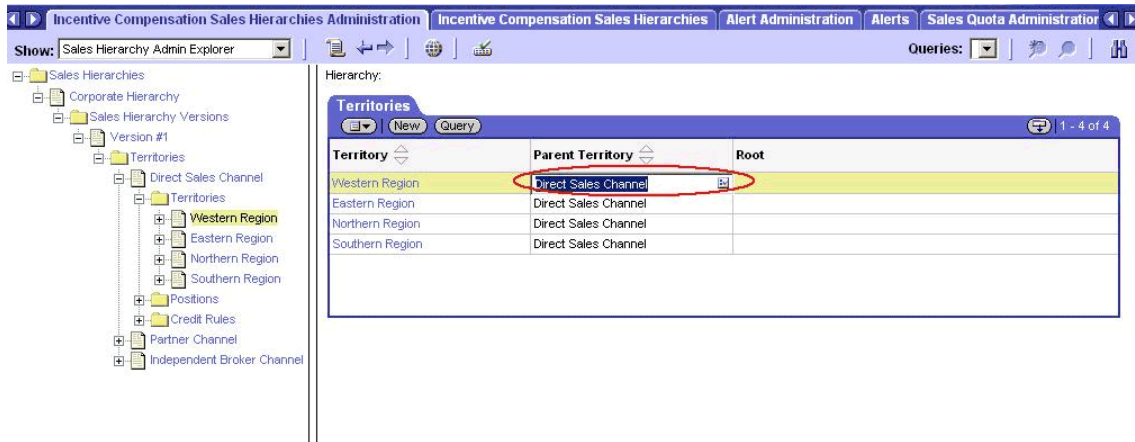 Incentive Compensation Sales Hierarchies Administration Incentive Compensation Sales Hierarchies Alert Administration Alerts Sales Quota Administration
Show: Sales Hierarchy Admin Explorer Queries:
Sales Hierarchies
Corporate Hierarchy
Sales Hierarchy Versions
Version #1
Territories
Direct Sales Channel
Territories
Western Region
Eastern Region
Northern Region
Southern Region
Positions
Credit Rules
Partner Channel
Independent Broker Channel
Hierarchy:
Territories
New Query 1 - 4 of 4
Territory Parent Territory Root
Western Region Direct Sales Channel
Eastern Region Direct Sales Channel
Northern Region Direct Sales Channel
Southern Region Direct Sales Channel